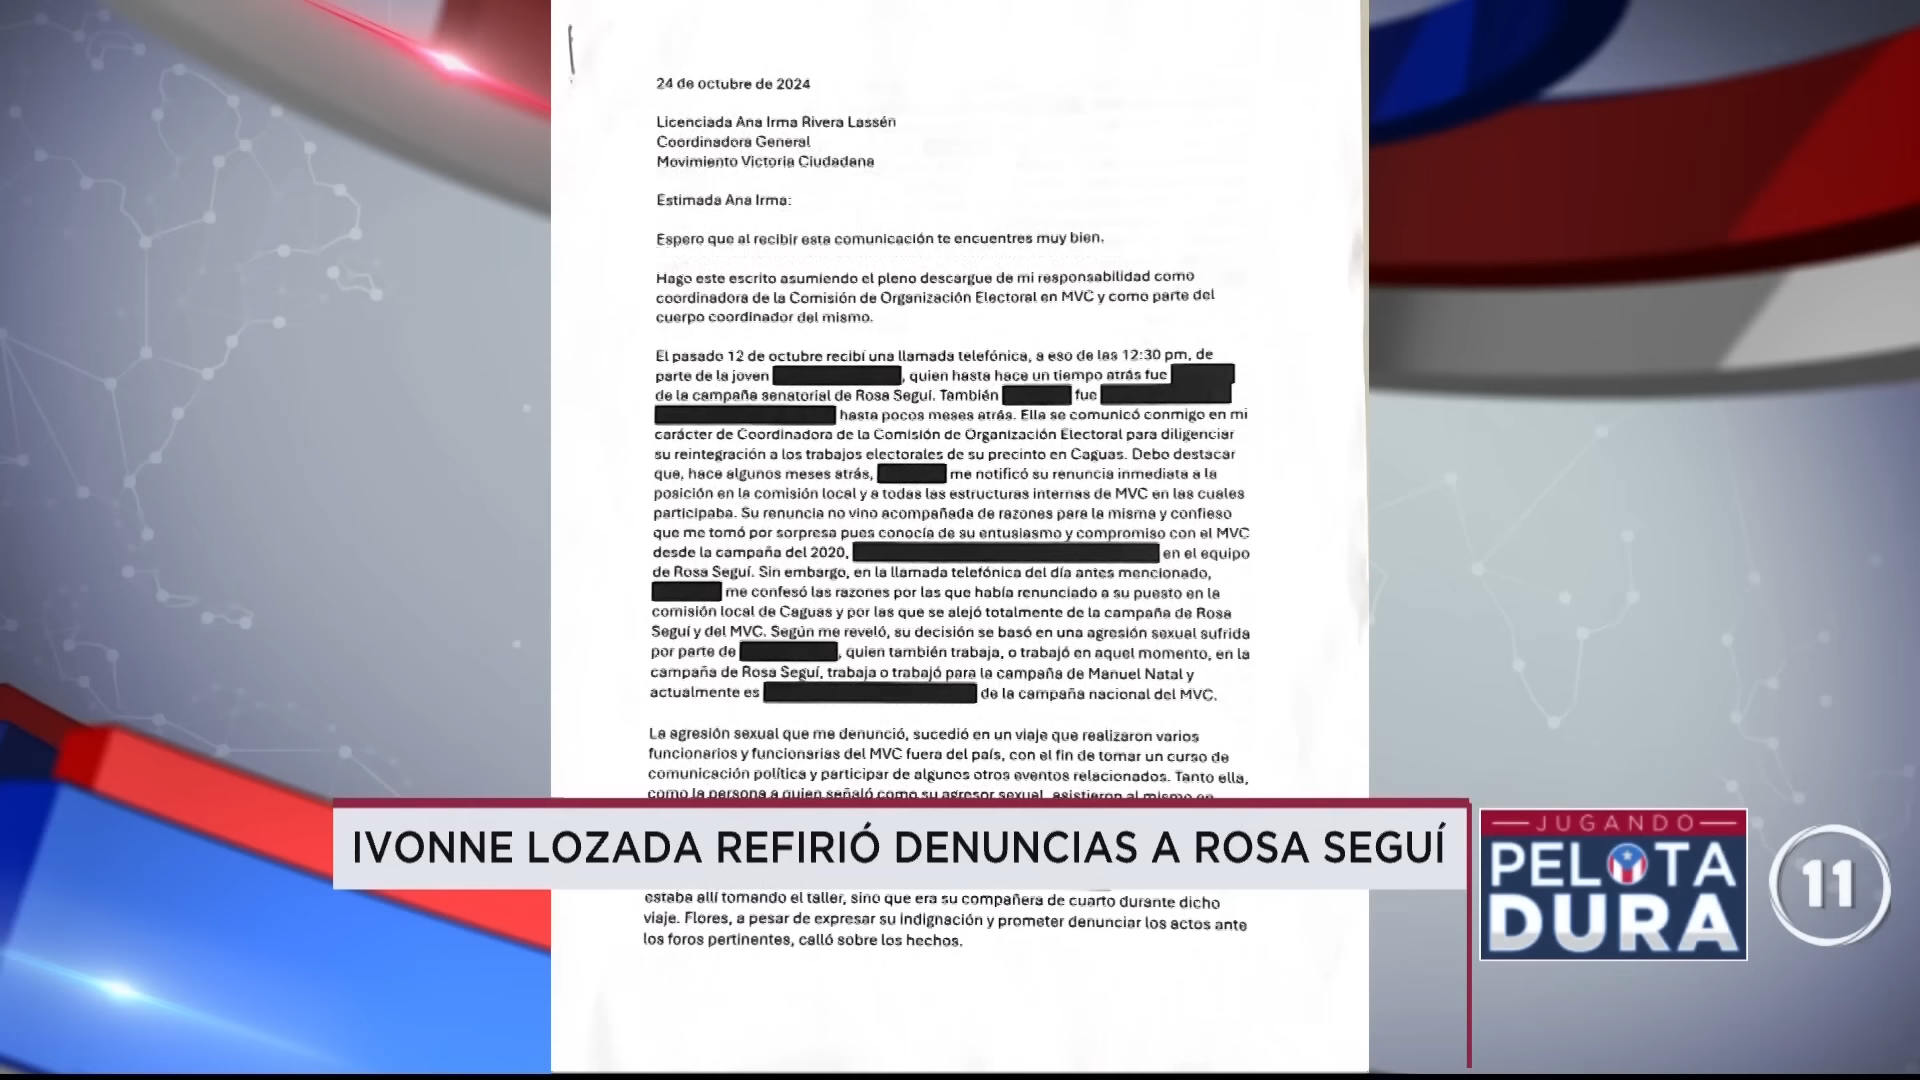 24 de octubre de 2024
Licenciada Ana Irma Rivera Lassén
Coordinadora General
Movimiento Victoria Ciudadana
Estimada Ana Irma:
Espero que al recibir esta comunicación te encuentres muy bien.
Hago este escrito asumiendo el pleno descargue de mi responsabilidad como
coordinadora de la Comisión de Organización Electoral en MVC y como parte del
cuerpo coordinador del mismo.
El pasado 12 de octubre recibí una llamada telefónica, a eso de las 12:30 pm, de
parte de la joven , quien hasta hace un tiempo atrás fue
de la campaña senatorial de Rosa Seguí. También fue
hasta pocos meses atrás. Ella se comunicó conmigo en mi
carácter de Coordinadora de la Comisión de Organización Electoral para diligenciar
su reintegración a los trabajos electorales de su precinto en Caguas. Debo destacar
que, hace algunos meses atrás, me notificó su renuncia inmediata a la
posición en la comisión local y a todas las estructuras internas de MVC en las cuales
participaba. Su renuncia no vino acompañada de razones para la misma y confieso
que me tomó por sorpresa pues conocía de su entusiasmo y compromiso con el MVC
desde la campaña del 2020, en el equipo
de Rosa Seguí. Sin embargo, en la llamada telefónica del día antes mencionado,
me confesó las razones por las que había renunciado a su puesto en la
comisión local de Caguas y por las que se alejó totalmente de la campaña de Rosa
Seguí y del MVC. Según me reveló, su decisión se basó en una agresión sexual sufrida
por parte de , quien también trabaja, o trabajó en aquel momento, en la
campaña de Rosa Seguí, trabaja o trabajó para la campaña de Manuel Natal y
actualmente es de la campaña nacional del MVC.
La agresión sexual que me denunció, sucedió en un viaje que realizaron varios
funcionarios y funcionarias del MVC fuera del país, con el fin de tomar un curso de
comunicación política y participar de algunos otros eventos relacionados. Tanto ella,
como la persona a quien señaló como su agresor sexual, asistieron al mismo en
IVONNE LOZADA REFIRIÓ DENUNCIAS A ROSA SEGUÍ
JUGANDO
PELOTA
DURA
11
estaba allí tomando el taller, sino que era su compañera de cuarto durante dicho
viaje. Flores, a pesar de expresar su indignación y prometer denunciar los actos ante
los foros pertinentes, calló sobre los hechos.